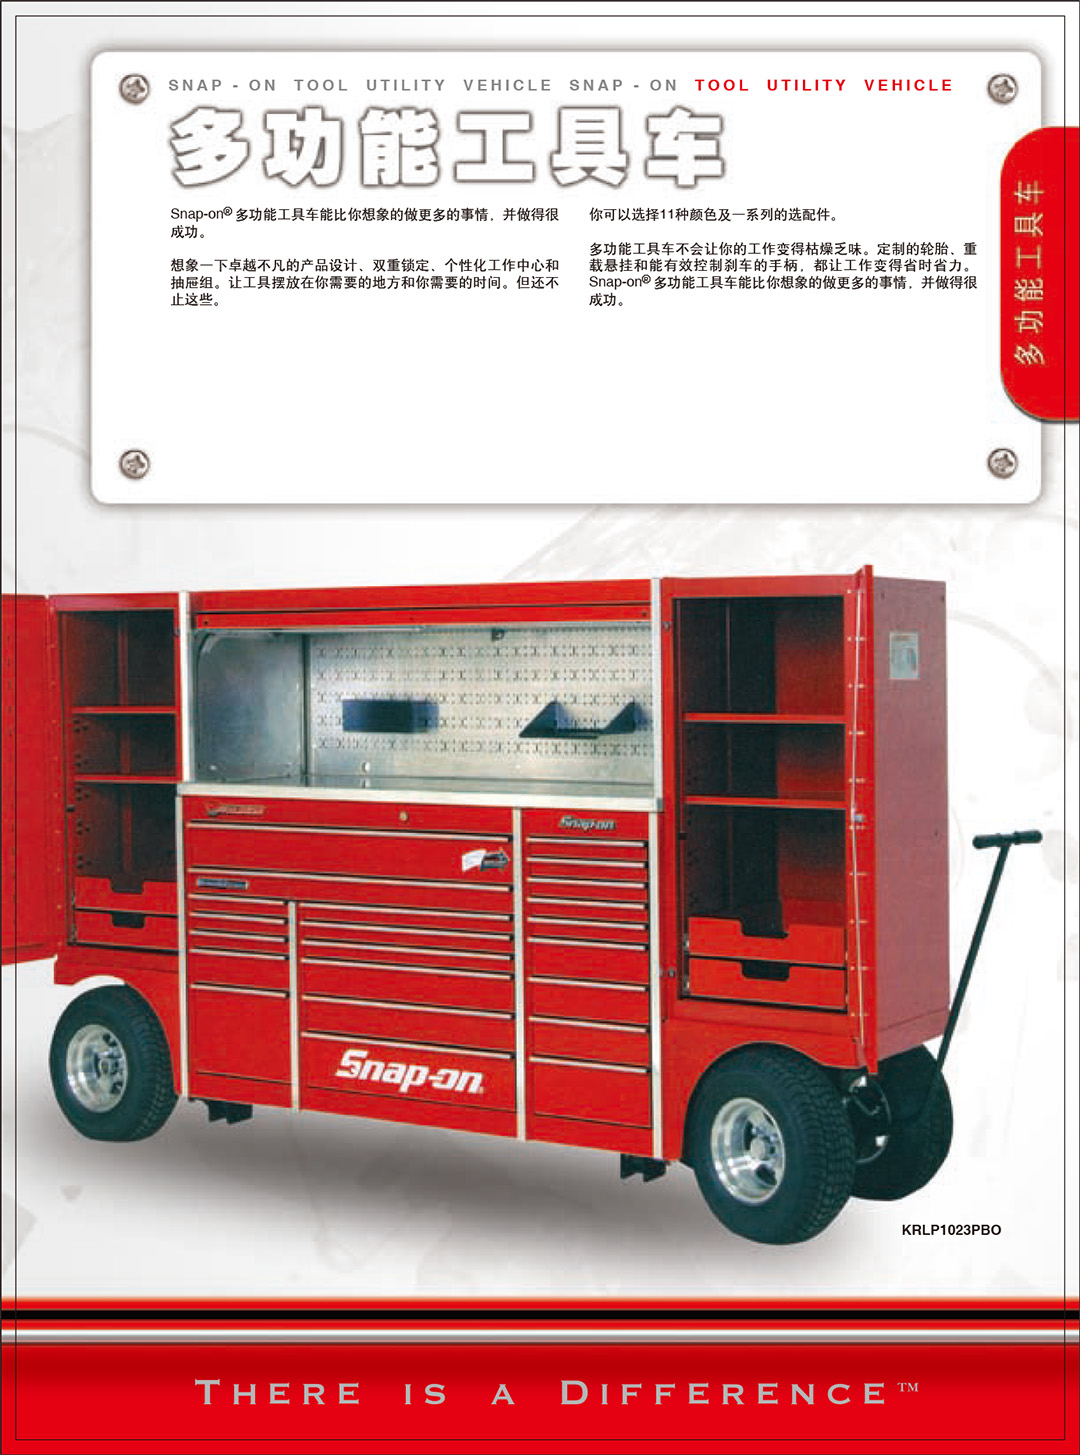 SNAP - ON TOOL UTILITY VEHICLE SNAP - ON TOOL UTILITY VEHICLE
多功能工具车
Snap-on® 多功能工具车能比你想象的做更多的事情，并做得很
成功。
想象一下卓越不凡的产品设计、双重锁定、个性化工作中心和
抽屉组。让工具摆放在你需要的地方和你需要的时间。但还不
止这些。
你可以选择11种颜色及一系列的选配件。
多功能工具车不会让你的工作变得枯燥乏味。定制的轮胎、重
载悬挂和能有效控制刹车的手柄，都让工作变得省时省力。
Snap-on® 多功能工具车能比你想象的做更多的事情，并做得很
成功。
多功能工具车
Snap-on
Snap-on®
KRLP1023PBO
THERE IS A DIFFERENCE™